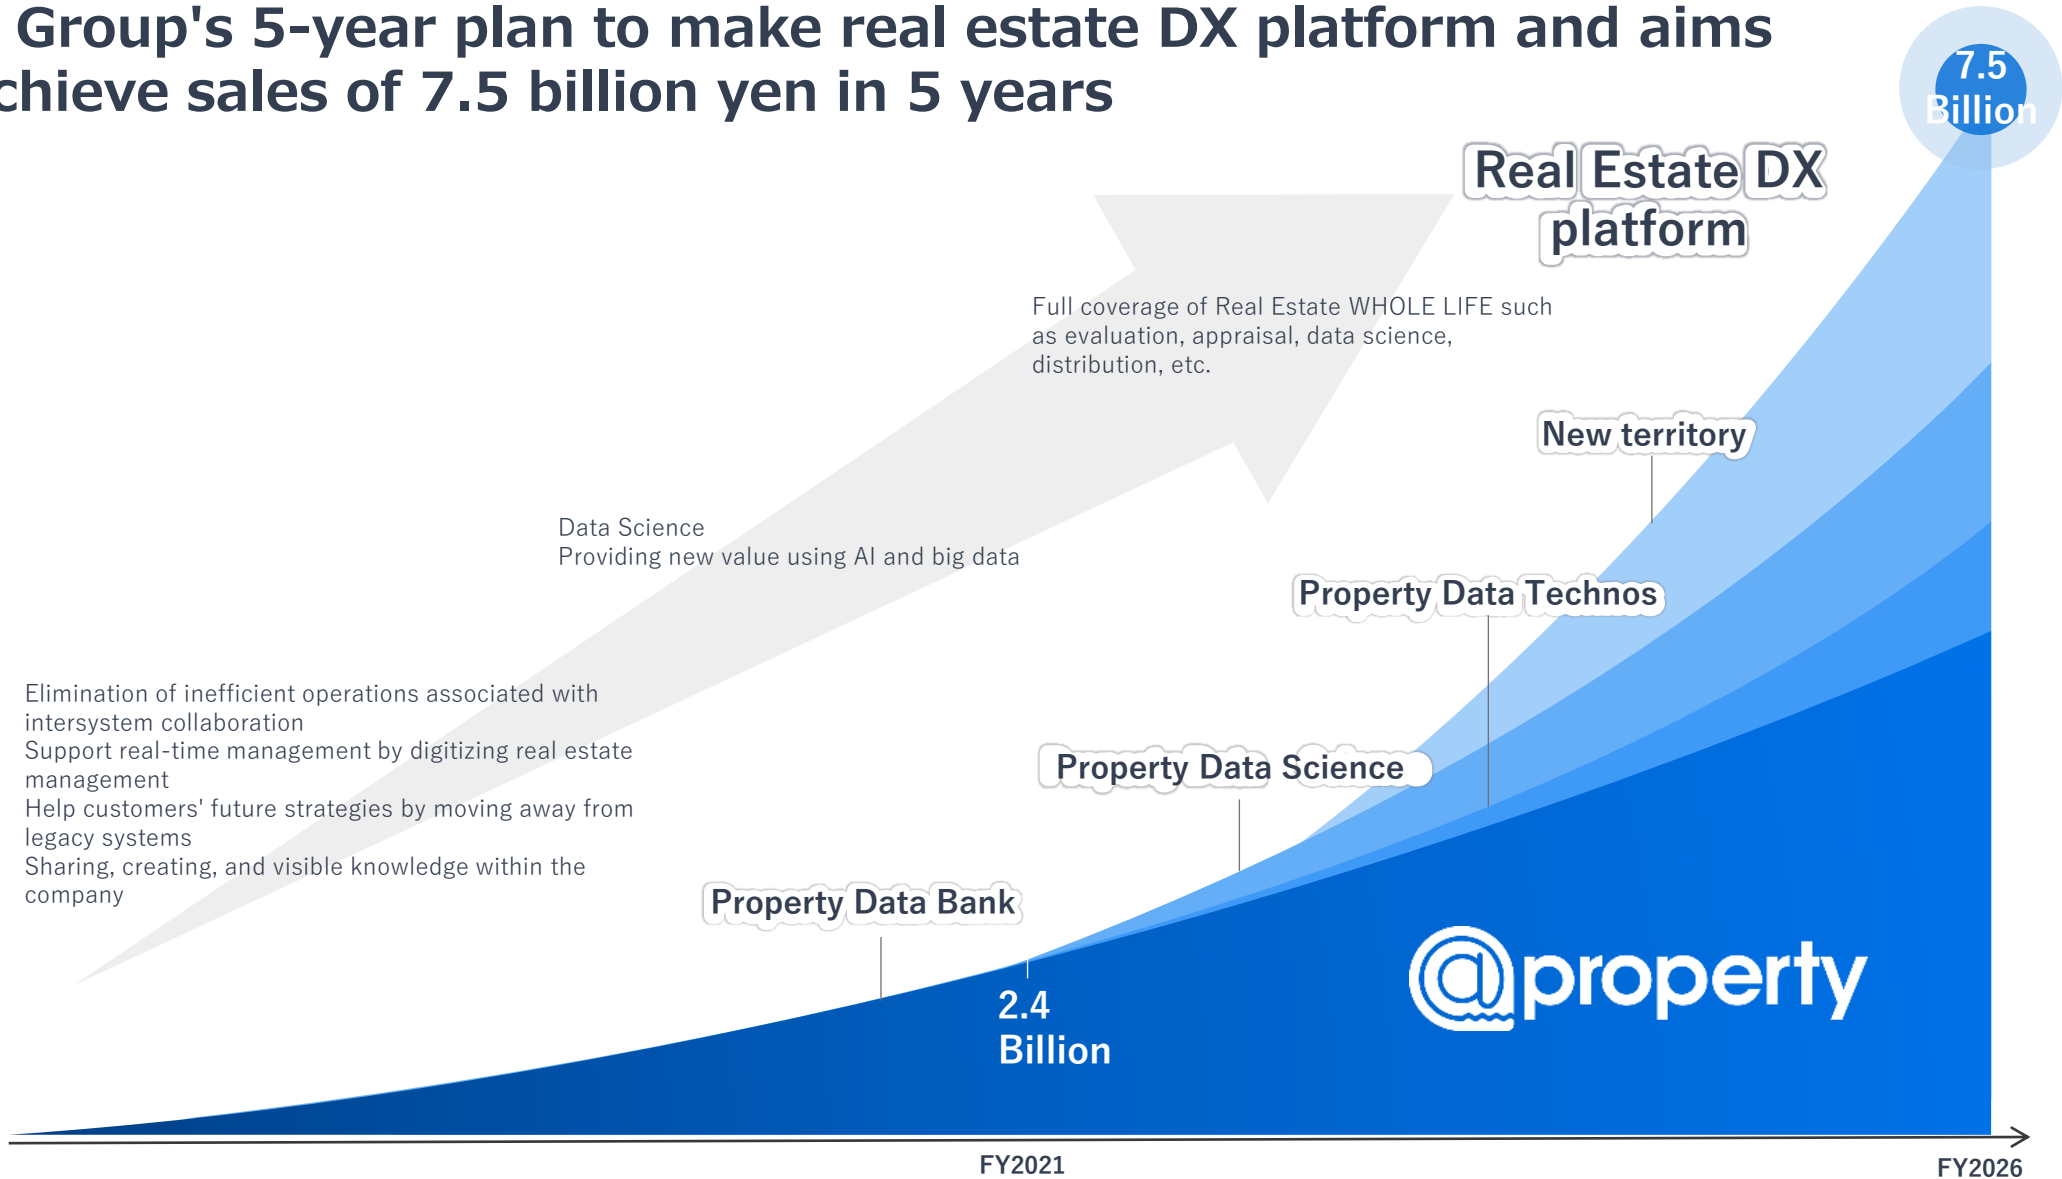 Group's 5-year plan to make real estate DX platform and aims
chieve sales of 7.5 billion yen in 5 years
7.5
Billion
Real Estate DX
platform
Full coverage of Real Estate WHOLE LIFE such
as evaluation, appraisal, data science,
distribution, etc.
New territory
Data Science
Providing new value using AI and big data
Property Data Technos
Elimination of inefficient operations associated with
intersystem collaboration
Support real-time management by digitizing real estate
management
Help customers' future strategies by moving away from
legacy systems
Sharing, creating, and visible knowledge within the
company
Property Data Science
Property Data Bank
@property
2.4
Billion
FY2021
FY2026